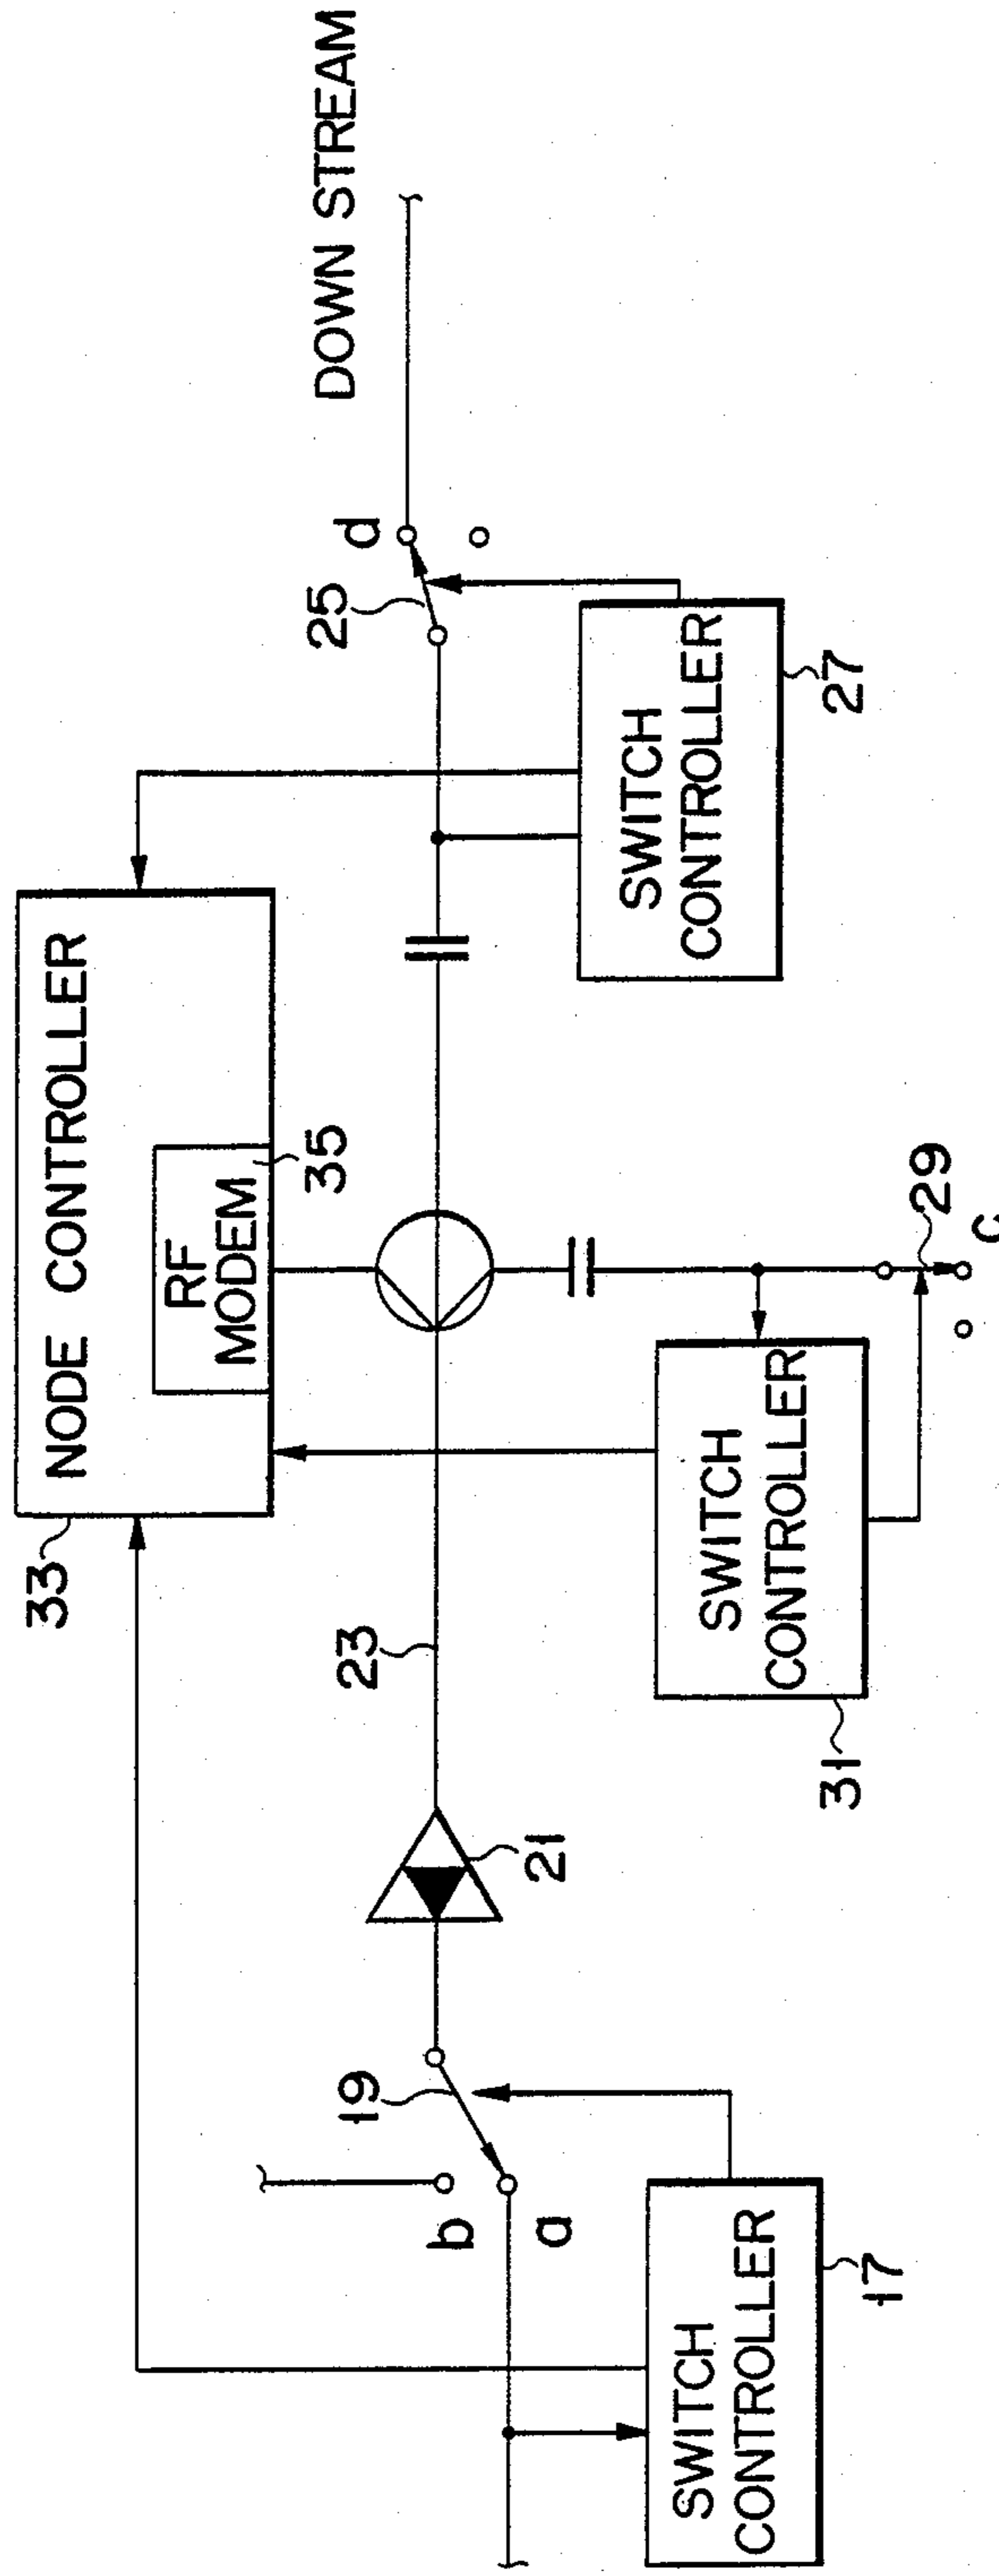 DOWN STREAM
NODE CONTROLLER
33
RF
MODEM
35
d
25
SWITCH
CONTROLLER
27
23
21
19
b
a
SWITCH
CONTROLLER
31
29
c
SWITCH
CONTROLLER
17